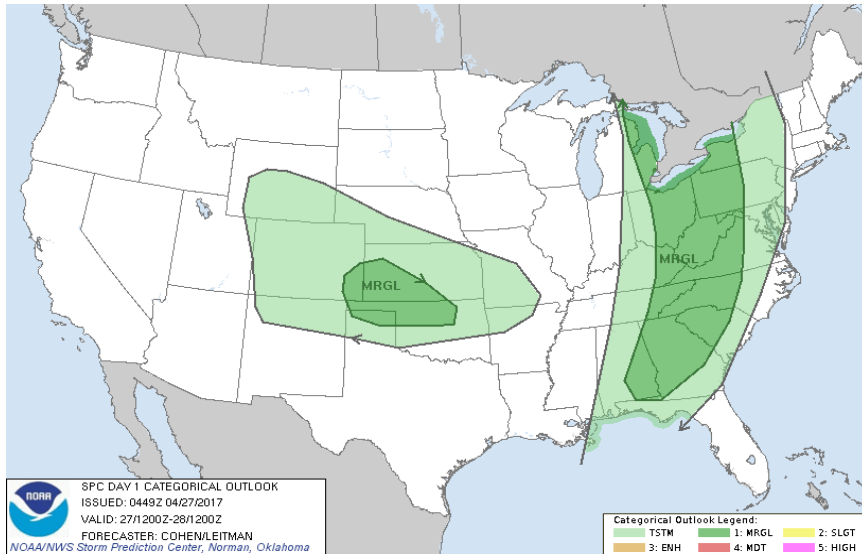 MRGL
MRGL
NOAA
SPC DAY 1 CATEGORICAL OUTLOOK
ISSUED: 0449Z 04/27/2017
VALID: 27/1200Z-28/1200Z
FORECASTER: COHEN/LEITMAN
NOAA/NWS Storm Prediction Center, Norman, Oklahoma
Categorical Outlook Legend:
TSTM 1: MRGL 2: SLGT
3: ENH 4: MDT 5: HIGH